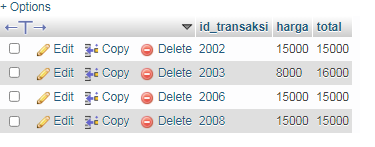 + Options
←T→ id_transaksi harga total
Edit Copy Delete 2002 15000 15000
Edit Copy Delete 2003 8000 16000
Edit Copy Delete 2006 15000 15000
Edit Copy Delete 2008 15000 15000